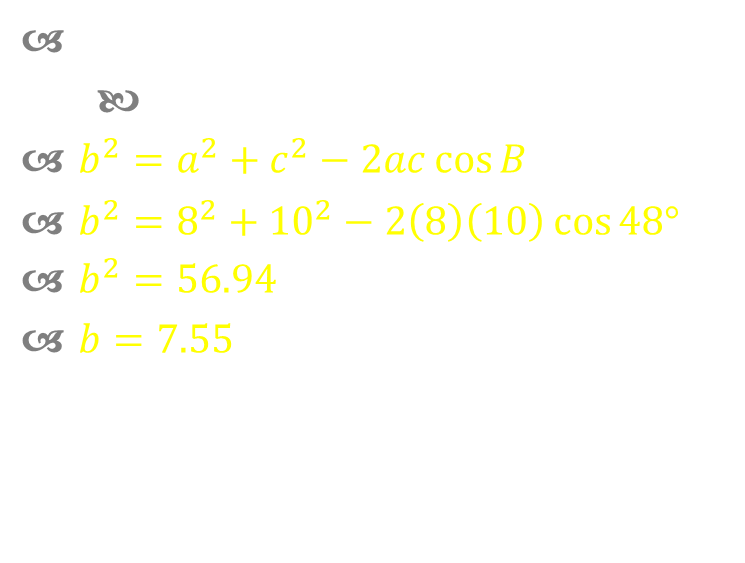 b² = a² + c² − 2ac cos B
b² = 8² + 10² − 2(8)(10) cos 48°
b² = 56.94
b = 7.55